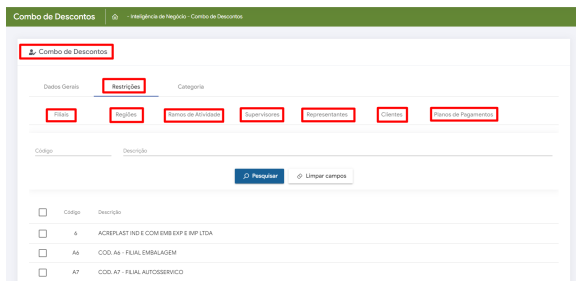 Combo de Descontos - Inteligência de Negócio - Combo de Descontos
Combo de Descontos
Dados Gerais Restrições Categoria
Filiais Regiões Ramos de Atividade Supervisores Representantes Clientes Planos de Pagamentos
Código Descrição
Pesquisar Limpar campos
Código Descrição
6 ACREPLAST IND E COM EMB EXP E IMP LTDA
A6 COD. A6 - FILIAL EMBALAGEM
A7 COD. A7 - FILIAL AUTOSSERVICO